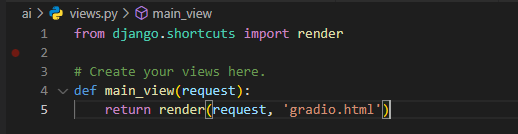 ai > views.py > main_view
1 from django.shortcuts import render
2
3 # Create your views here.
4 def main_view(request):
5     return render(request, 'gradio.html')